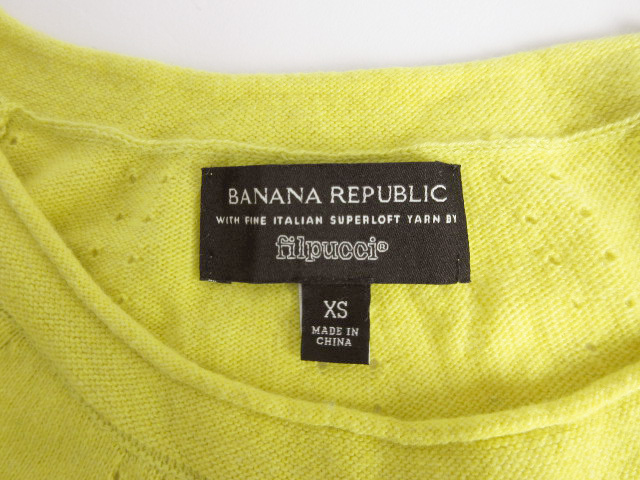 BANANA REPUBLIC
WITH FINE ITALIAN SUPERLOFT YARN BY
filpucci®
XS
MADE IN
CHINA